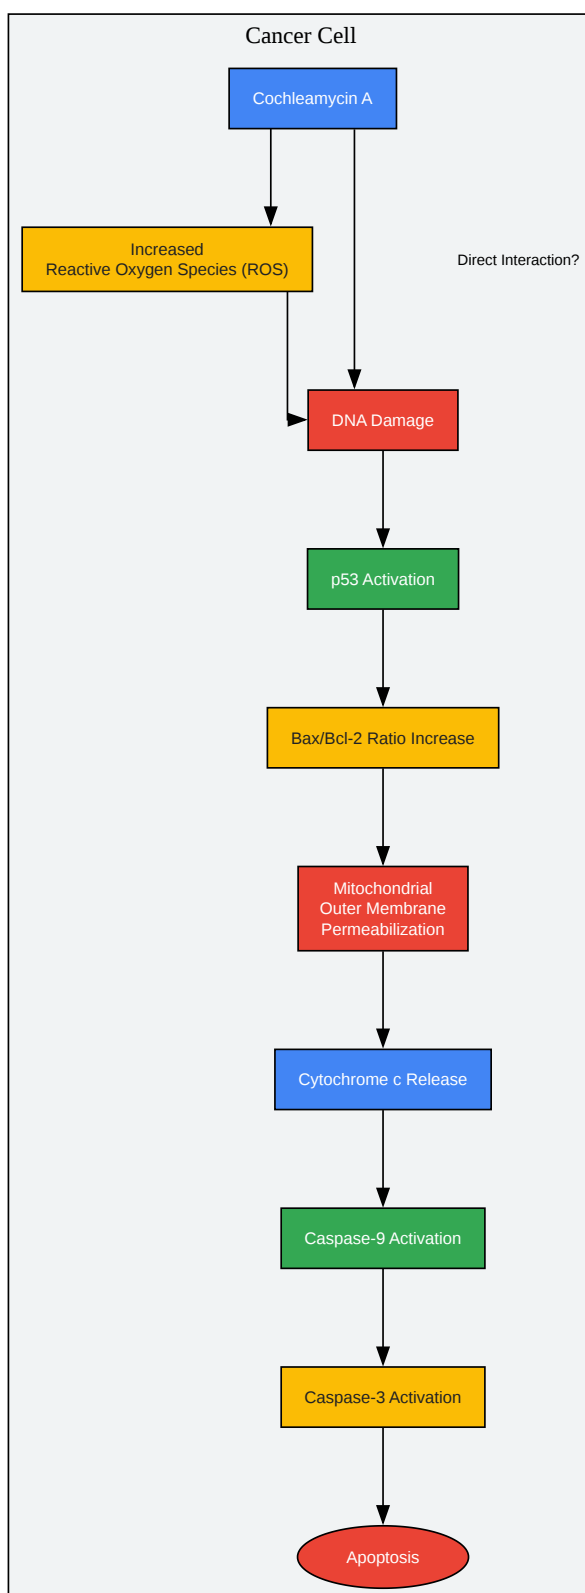 Cancer Cell
Cochleamycin A
Increased
Reactive Oxygen Species (ROS)
Direct Interaction?
DNA Damage
p53 Activation
Bax/Bcl-2 Ratio Increase
Mitochondrial
Outer Membrane
Permeabilization
Cytochrome c Release
Caspase-9 Activation
Caspase-3 Activation
Apoptosis